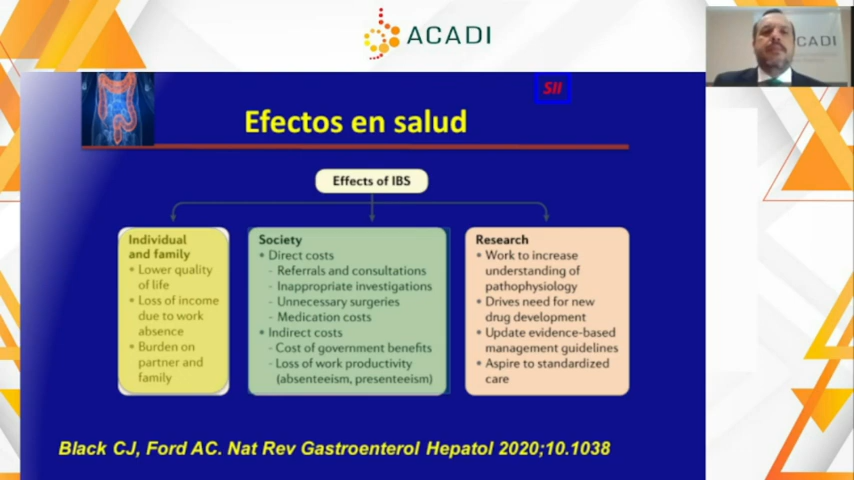 ACADI
CADI
SII
Efectos en salud
Effects of IBS
Individual
and family
• Lower quality
of life
• Loss of income
due to work
absence
• Burden on
partner and
family
Society
• Direct costs
- Referrals and consultations
- Inappropriate investigations
- Unnecessary surgeries
- Medication costs
• Indirect costs
- Cost of government benefits
- Loss of work productivity
(absenteeism, presenteeism)
Research
• Work to increase
understanding of
pathophysiology
• Drives need for new
drug development
• Update evidence-based
management guidelines
• Aspire to standardized
care
Black CJ, Ford AC. Nat Rev Gastroenterol Hepatol 2020;10.1038